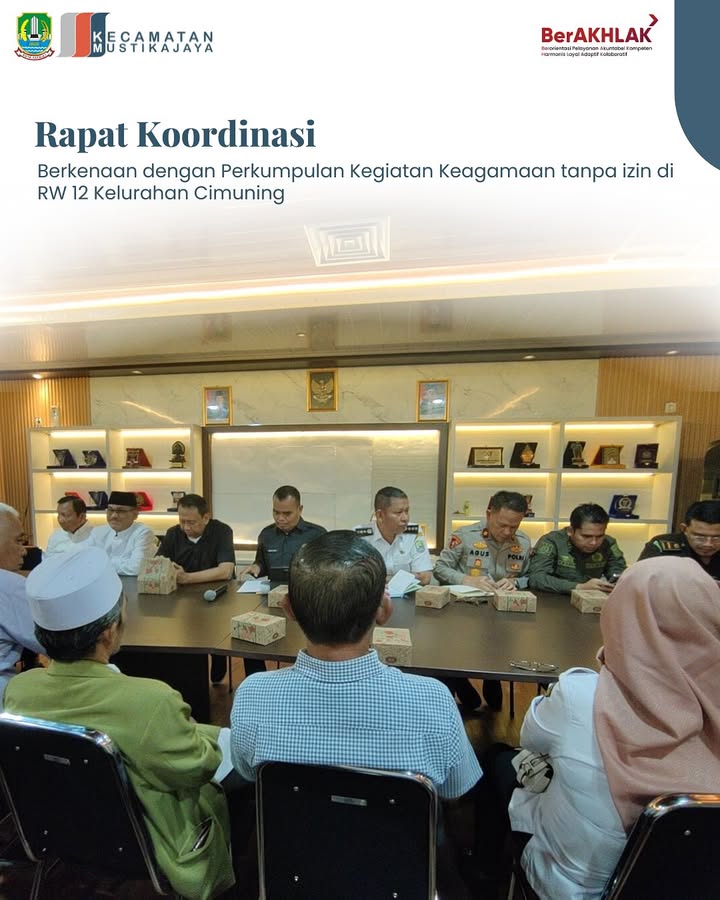 KECAMATAN
MUSTIKAJAYA
BerAKHLAK
Berorientasi Pelayanan Akuntabel Kompeten
Harmonis Loyal Adaptif Kolaboratif
Rapat Koordinasi
Berkenaan dengan Perkumpulan Kegiatan Keagamaan tanpa izin di
RW 12 Kelurahan Cimuning
AGUS
POLRI